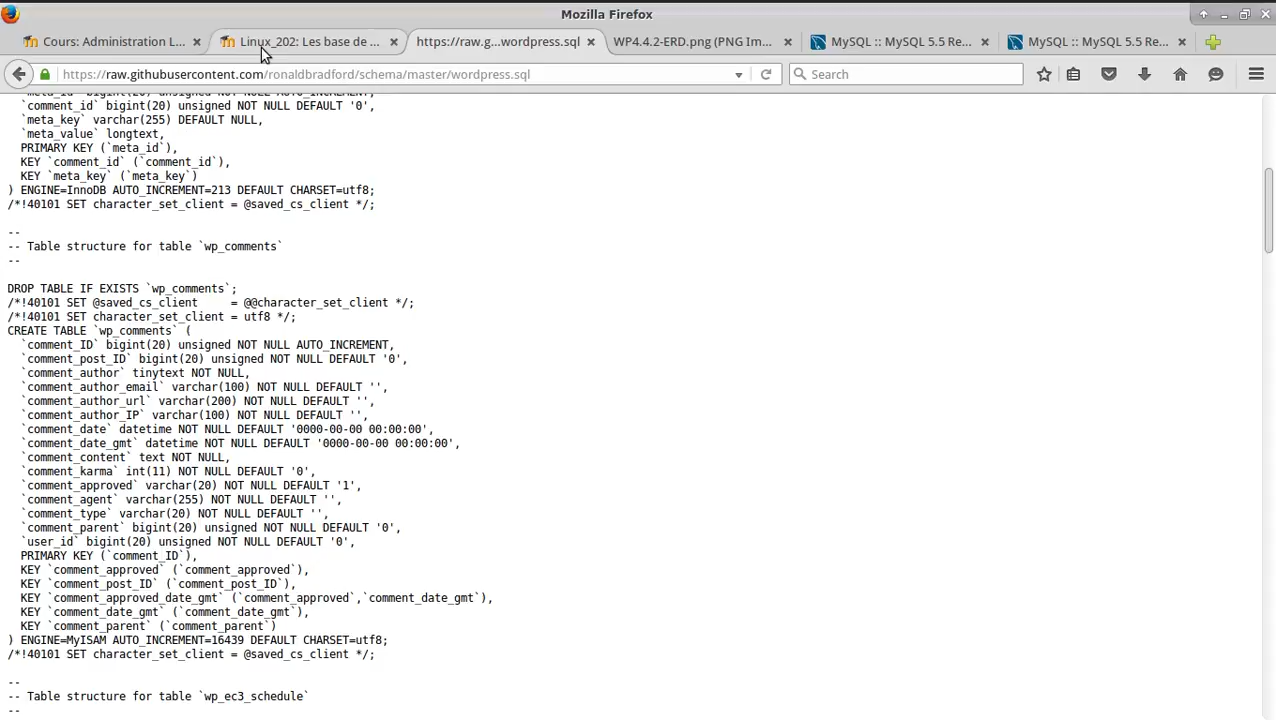 Mozilla Firefox
Cours: Administration L...
Linux_202: Les base de ...
https://raw.g...wordpress.sql
WP4.4.2-ERD.png (PNG Im...
MySQL :: MySQL 5.5 Re...
MySQL :: MySQL 5.5 Re...
https://raw.githubusercontent.com/ronaldbradford/schema/master/wordpress.sql
Search
`meta_id` bigint(20) unsigned NOT NULL AUTO_INCREMENT,
`comment_id` bigint(20) unsigned NOT NULL DEFAULT '0',
`meta_key` varchar(255) DEFAULT NULL,
`meta_value` longtext,
PRIMARY KEY (`meta_id`),
KEY `comment_id` (`comment_id`),
KEY `meta_key` (`meta_key`)
) ENGINE=InnoDB AUTO_INCREMENT=213 DEFAULT CHARSET=utf8;
/*!40101 SET character_set_client = @saved_cs_client */;
--
-- Table structure for table `wp_comments`
--
DROP TABLE IF EXISTS `wp_comments`;
/*!40101 SET @saved_cs_client     = @@character_set_client */;
/*!40101 SET character_set_client = utf8 */;
CREATE TABLE `wp_comments` (
`comment_ID` bigint(20) unsigned NOT NULL AUTO_INCREMENT,
`comment_post_ID` bigint(20) unsigned NOT NULL DEFAULT '0',
`comment_author` tinytext NOT NULL,
`comment_author_email` varchar(100) NOT NULL DEFAULT '',
`comment_author_url` varchar(200) NOT NULL DEFAULT '',
`comment_author_IP` varchar(100) NOT NULL DEFAULT '',
`comment_date` datetime NOT NULL DEFAULT '0000-00-00 00:00:00',
`comment_date_gmt` datetime NOT NULL DEFAULT '0000-00-00 00:00:00',
`comment_content` text NOT NULL,
`comment_karma` int(11) NOT NULL DEFAULT '0',
`comment_approved` varchar(20) NOT NULL DEFAULT '1',
`comment_agent` varchar(255) NOT NULL DEFAULT '',
`comment_type` varchar(20) NOT NULL DEFAULT '',
`comment_parent` bigint(20) unsigned NOT NULL DEFAULT '0',
`user_id` bigint(20) unsigned NOT NULL DEFAULT '0',
PRIMARY KEY (`comment_ID`),
KEY `comment_approved` (`comment_approved`),
KEY `comment_post_ID` (`comment_post_ID`),
KEY `comment_approved_date_gmt` (`comment_approved`,`comment_date_gmt`),
KEY `comment_date_gmt` (`comment_date_gmt`),
KEY `comment_parent` (`comment_parent`)
) ENGINE=MyISAM AUTO_INCREMENT=16439 DEFAULT CHARSET=utf8;
/*!40101 SET character_set_client = @saved_cs_client */;
--
-- Table structure for table `wp_ec3_schedule`
--